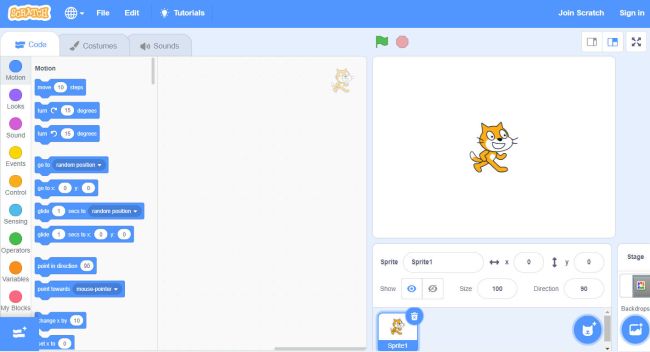 SCRATCH File Edit Tutorials Join Scratch Sign in
Code Costumes Sounds
Motion
Looks
Sound
Events
Control
Sensing
Operators
Variables
My Blocks
Motion
move 10 steps
turn 15 degrees
turn 15 degrees
go to random position
go to x: 0 y: 0
glide 1 secs to random position
glide 1 secs to x: 0 y: 0
point in direction 90
point towards mouse-pointer
change x by 10
set x to 0
Sprite Sprite1 x 0 y 0
Show Size 100 Direction 90
Sprite1
Stage
Backdrops